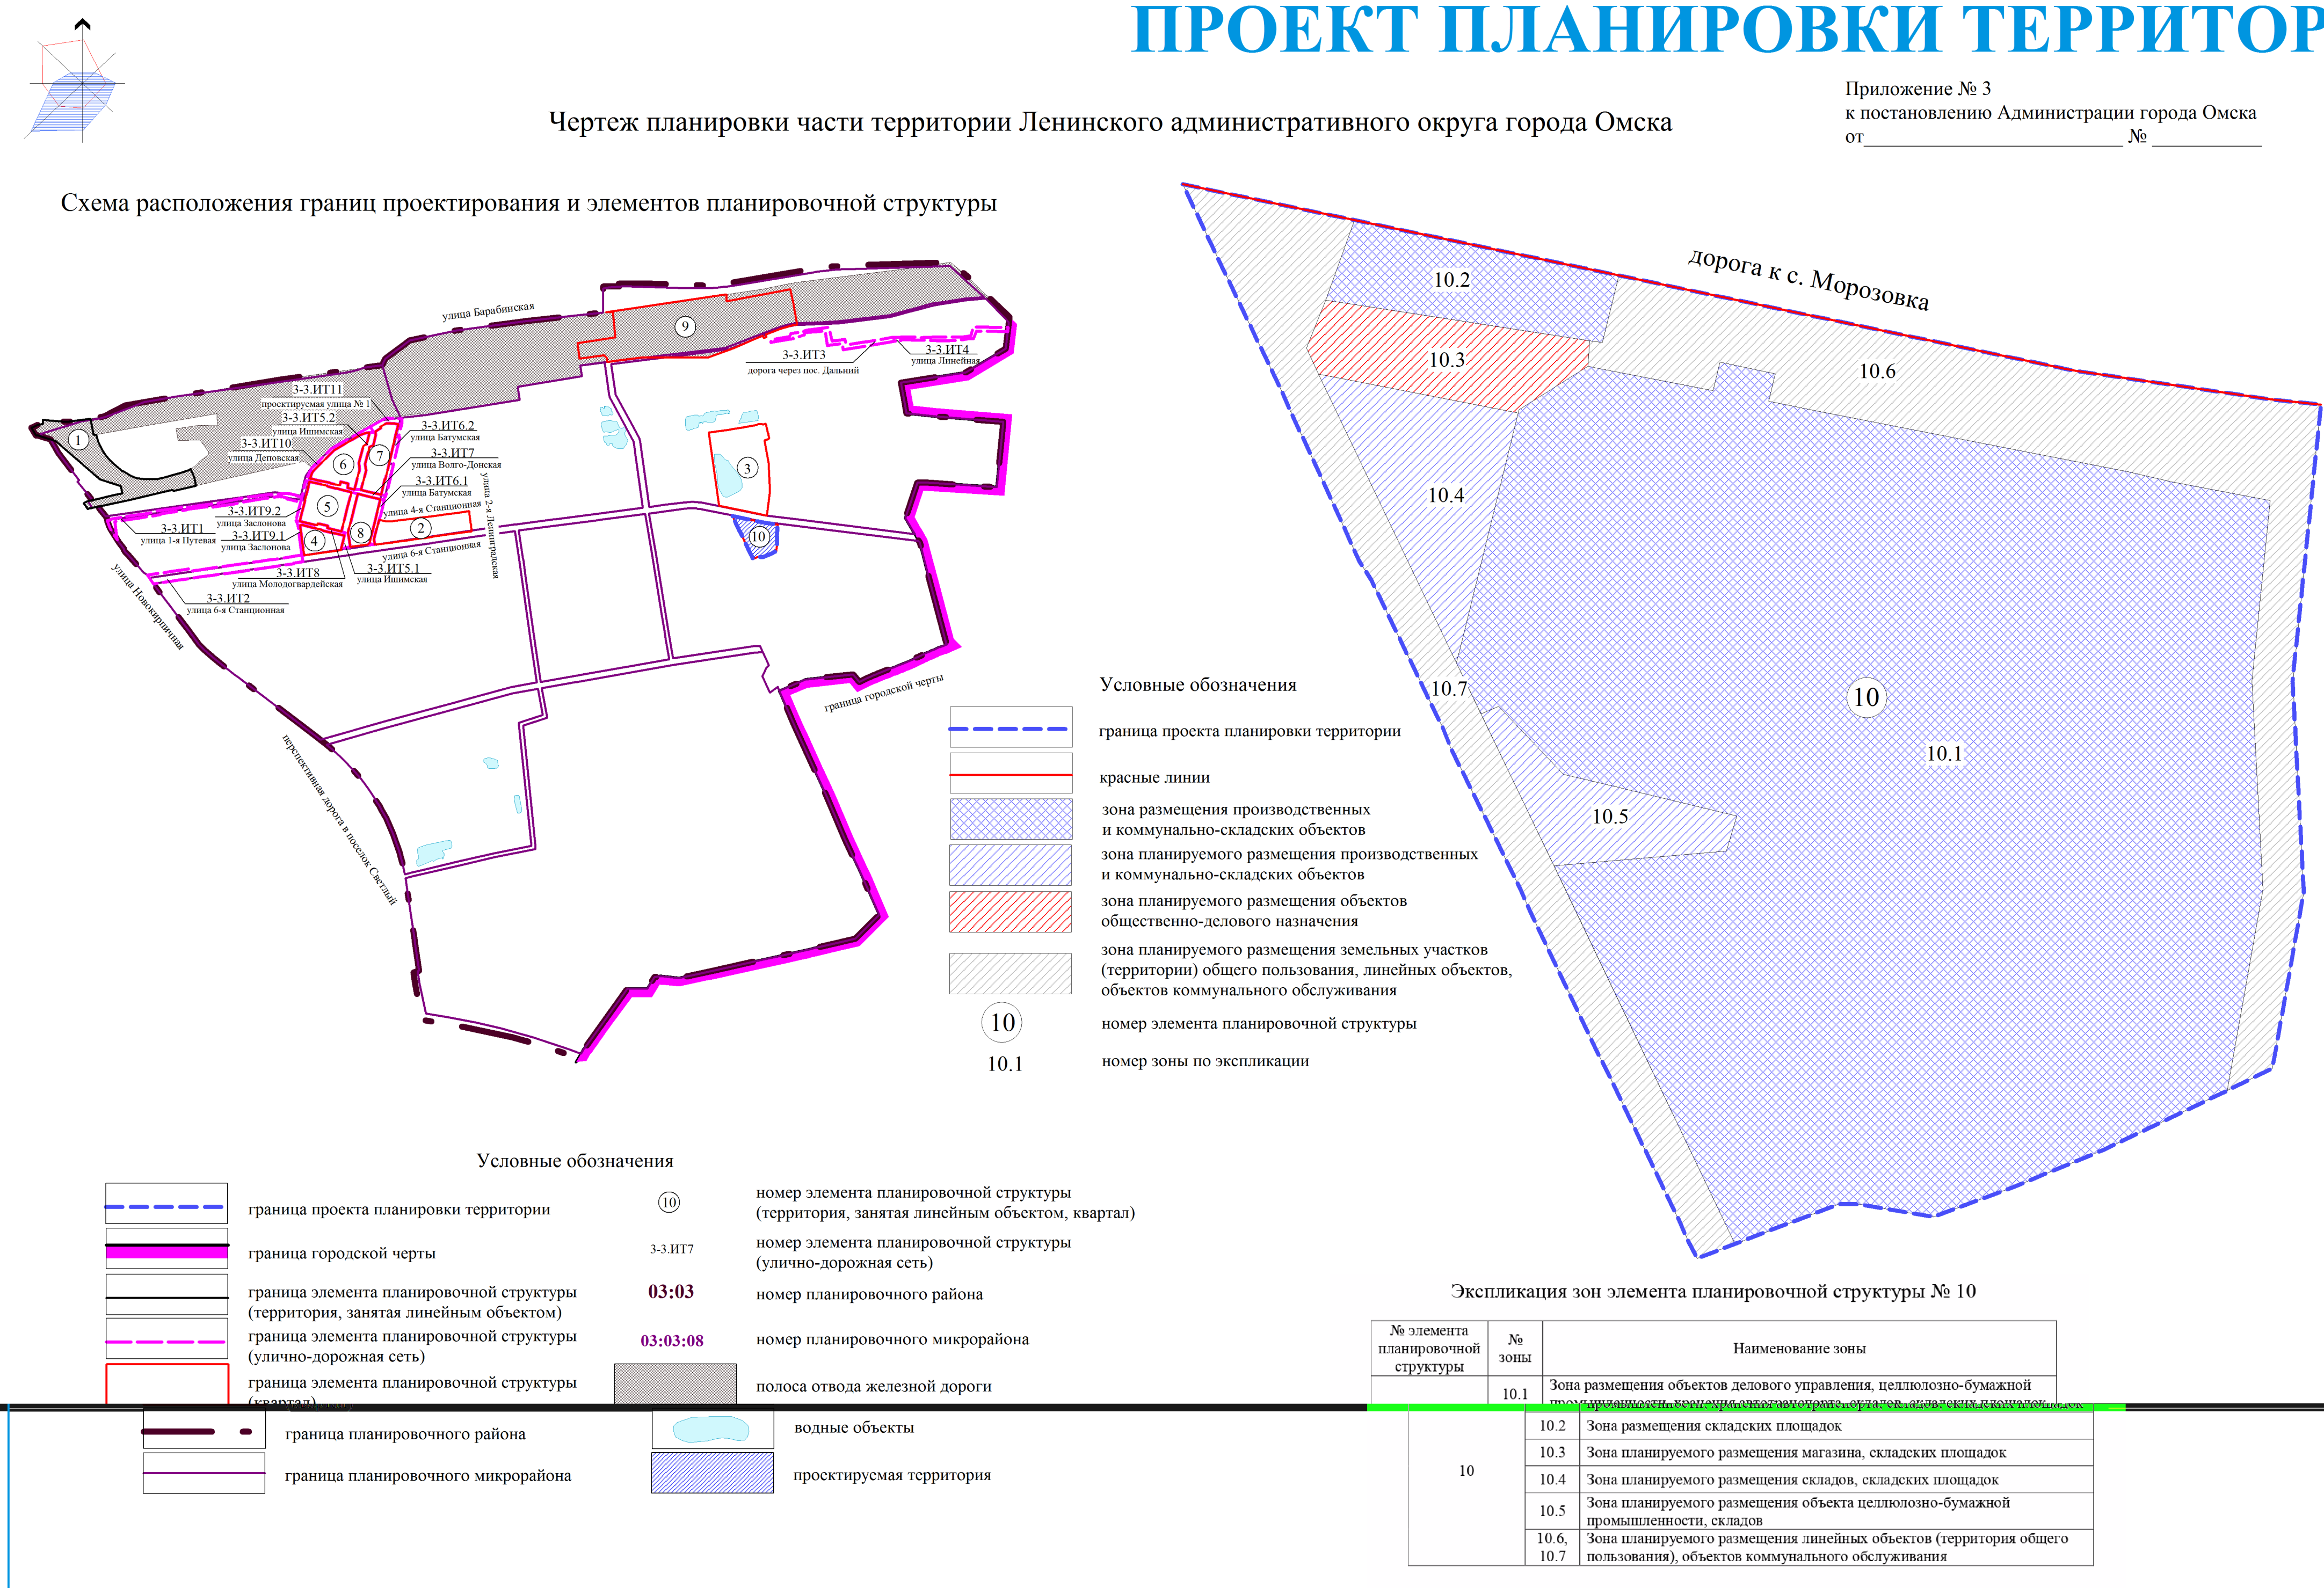 ПРОЕКТ ПЛАНИРОВКИ ТЕРРИТОР
Приложение № 3
к постановлению Администрации города Омска
от__________________________ № ___________
Чертеж планировки части территории Ленинского административного округа города Омска
Схема расположения границ проектирования и элементов планировочной структуры
улица Барабинская
9
3-3.ИТ3
дорога через пос. Дальний
3-3.ИТ4
улица Линейная
3-3.ИТ11
проектируемая улица № 1
3-3.ИТ5.2
улица Ишимская
3-3.ИТ10
улица Деповская
3-3.ИТ6.2
улица Батумская
3-3.ИТ7
улица Волго-Донская
3-3.ИТ6.1
улица Батумская
1
6
7
3
5
8
4
2
10
улица 4-я Станционная
улица 2-я Ленинградская
улица 6-я Станционная
3-3.ИТ9.2
улица Заслонова
3-3.ИТ9.1
улица Заслонова
3-3.ИТ1
улица 1-я Путевая
3-3.ИТ8
улица Молодогвардейская
3-3.ИТ5.1
улица Ишимская
3-3.ИТ2
улица 6-я Станционная
улица Новокирпичная
перспективная дорога в поселок Светлый
граница городской черты
дорога к с. Морозовка
10.2
10.3
10.6
10.4
10.7
10
10.1
10.5
Условные обозначения
граница проекта планировки территории
красные линии
зона размещения производственных
и коммунально-складских объектов
зона планируемого размещения производственных
и коммунально-складских объектов
зона планируемого размещения объектов
общественно-делового назначения
зона планируемого размещения земельных участков
(территории) общего пользования, линейных объектов,
объектов коммунального обслуживания
10
номер элемента планировочной структуры
10.1
номер зоны по экспликации
Условные обозначения
граница проекта планировки территории
граница городской черты
граница элемента планировочной структуры
(территория, занятая линейным объектом)
граница элемента планировочной структуры
(улично-дорожная сеть)
граница элемента планировочной структуры
(квартал)
граница планировочного района
граница планировочного микрорайона
10
номер элемента планировочной структуры
(территория, занятая линейным объектом, квартал)
3-3.ИТ7
номер элемента планировочной структуры
(улично-дорожная сеть)
03:03
номер планировочного района
03:03:08
номер планировочного микрорайона
полоса отвода железной дороги
водные объекты
проектируемая территория
Экспликация зон элемента планировочной структуры № 10
№ элемента
планировочной
структуры
№
зоны
Наименование зоны
10
10.1
Зона размещения объектов делового управления, целлюлозно-бумажной
промышленности, хранения автотранспорта, складов, складских площадок
10.2
Зона размещения складских площадок
10.3
Зона планируемого размещения магазина, складских площадок
10.4
Зона планируемого размещения складов, складских площадок
10.5
Зона планируемого размещения объекта целлюлозно-бумажной
промышленности, складов
10.6,
10.7
Зона планируемого размещения линейных объектов (территория общего
пользования), объектов коммунального обслуживания